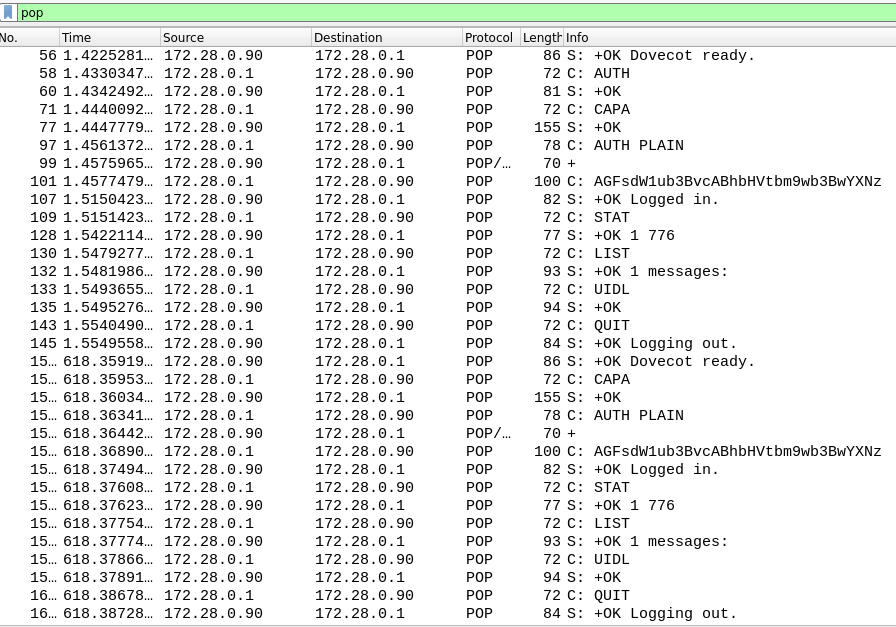 pop
No. Time Source Destination Protocol Length Info
56 1.4225281… 172.28.0.90 172.28.0.1 POP 86 S: +OK Dovecot ready.
58 1.4330347… 172.28.0.1 172.28.0.90 POP 72 C: AUTH
60 1.4342492… 172.28.0.90 172.28.0.1 POP 81 S: +OK
71 1.4440092… 172.28.0.1 172.28.0.90 POP 72 C: CAPA
77 1.4447779… 172.28.0.90 172.28.0.1 POP 155 S: +OK
97 1.4561372… 172.28.0.1 172.28.0.90 POP 78 C: AUTH PLAIN
99 1.4575965… 172.28.0.90 172.28.0.1 POP/… 70 +
101 1.4577479… 172.28.0.1 172.28.0.90 POP 100 C: AGFsdW1ub3BvcABhbHVtbm9wb3BwYXNz
107 1.5150423… 172.28.0.90 172.28.0.1 POP 82 S: +OK Logged in.
109 1.5151423… 172.28.0.1 172.28.0.90 POP 72 C: STAT
128 1.5422114… 172.28.0.90 172.28.0.1 POP 77 S: +OK 1 776
130 1.5479277… 172.28.0.1 172.28.0.90 POP 72 C: LIST
132 1.5481986… 172.28.0.90 172.28.0.1 POP 93 S: +OK 1 messages:
133 1.5493655… 172.28.0.1 172.28.0.90 POP 72 C: UIDL
135 1.5495276… 172.28.0.90 172.28.0.1 POP 94 S: +OK
143 1.5540490… 172.28.0.1 172.28.0.90 POP 72 C: QUIT
145 1.5549558… 172.28.0.90 172.28.0.1 POP 84 S: +OK Logging out.
15… 618.35919… 172.28.0.90 172.28.0.1 POP 86 S: +OK Dovecot ready.
15… 618.35953… 172.28.0.1 172.28.0.90 POP 72 C: CAPA
15… 618.36034… 172.28.0.90 172.28.0.1 POP 155 S: +OK
15… 618.36341… 172.28.0.1 172.28.0.90 POP 78 C: AUTH PLAIN
15… 618.36442… 172.28.0.90 172.28.0.1 POP/… 70 +
15… 618.36890… 172.28.0.1 172.28.0.90 POP 100 C: AGFsdW1ub3BvcABhbHVtbm9wb3BwYXNz
15… 618.37494… 172.28.0.90 172.28.0.1 POP 82 S: +OK Logged in.
15… 618.37608… 172.28.0.1 172.28.0.90 POP 72 C: STAT
15… 618.37623… 172.28.0.90 172.28.0.1 POP 77 S: +OK 1 776
15… 618.37754… 172.28.0.1 172.28.0.90 POP 72 C: LIST
15… 618.37774… 172.28.0.90 172.28.0.1 POP 93 S: +OK 1 messages:
15… 618.37866… 172.28.0.1 172.28.0.90 POP 72 C: UIDL
15… 618.37891… 172.28.0.90 172.28.0.1 POP 94 S: +OK
16… 618.38678… 172.28.0.1 172.28.0.90 POP 72 C: QUIT
16… 618.38728… 172.28.0.90 172.28.0.1 POP 84 S: +OK Logging out.